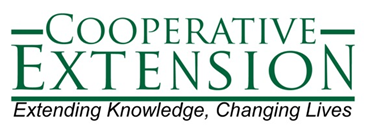 COOPERATIVE
EXTENSION
Extending Knowledge, Changing Lives